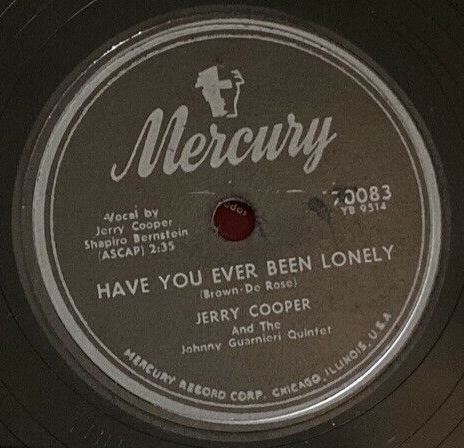 Mercury
70083
YB 9514
Vocal by
Jerry Cooper
Shapiro Bernstein
(ASCAP) 2:35
HAVE YOU EVER BEEN LONELY
(Brown-De Rose)
JERRY COOPER
And The
Johnny Guarnieri Quintet
MERCURY RECORD CORP. CHICAGO, ILLINOIS, U.S.A